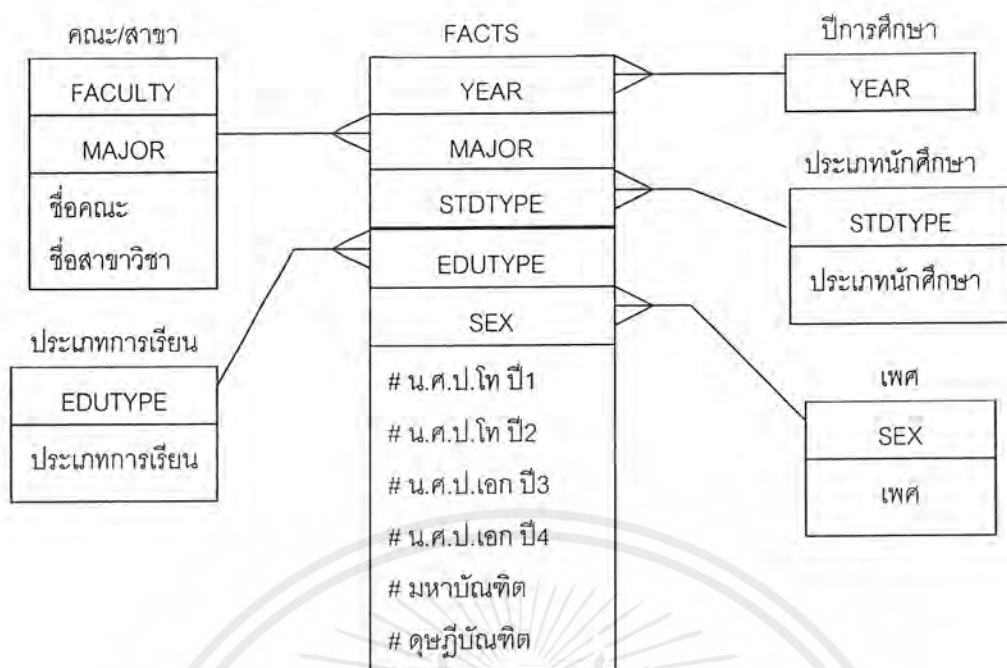 คณะ/สาขา
FACULTY
MAJOR
ชื่อคณะ
ชื่อสาขาวิชา
ประเภทการเรียน
EDUTYPE
ประเภทการเรียน
FACTS
YEAR
MAJOR
STDTYPE
EDUTYPE
SEX
# น.ศ.ป.โท ปี1
# น.ศ.ป.โท ปี2
# น.ศ.ป.เอก ปี3
# น.ศ.ป.เอก ปี4
# มหาบัณฑิต
# ดุษฎีบัณฑิต
ปีการศึกษา
YEAR
ประเภทนักศึกษา
STDTYPE
ประเภทนักศึกษา
เพศ
SEX
เพศ